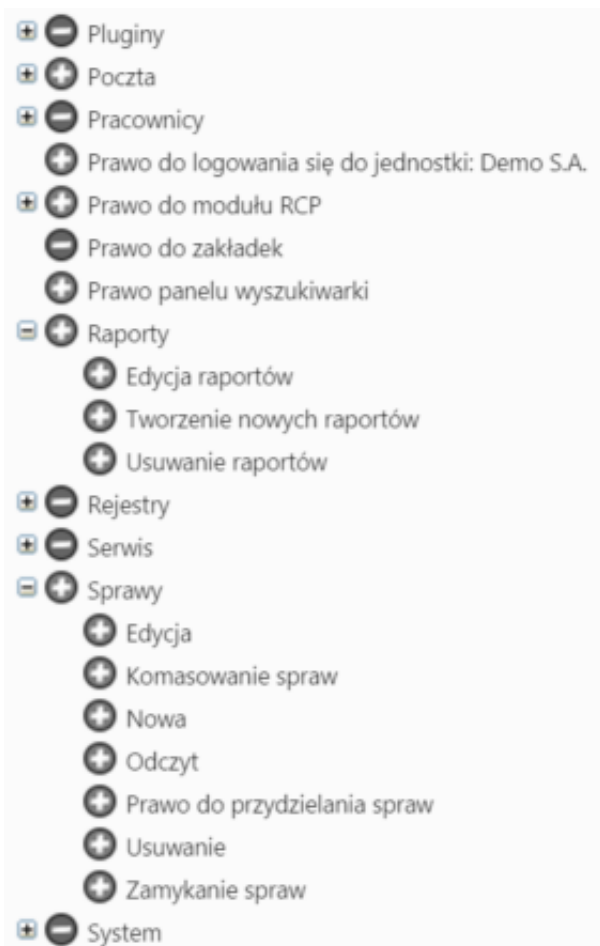 Pluginy
Poczta
Pracownicy
Prawo do logowania się do jednostki: Demo S.A.
Prawo do modułu RCP
Prawo do zakładek
Prawo panelu wyszukiwarki
Raporty
Edycja raportów
Tworzenie nowych raportów
Usuwanie raportów
Rejestry
Serwis
Sprawy
Edycja
Komasowanie spraw
Nowa
Odczyt
Prawo do przydzielania spraw
Usuwanie
Zamykanie spraw
System